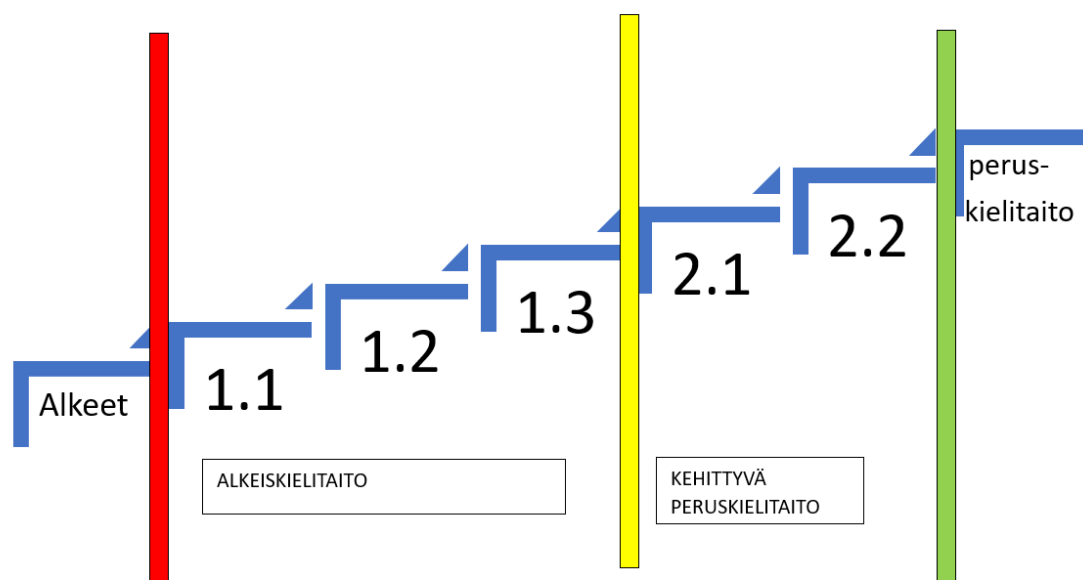 Alkeet
1.1
1.2
1.3
2.1
2.2
perus-
kielitaito
ALKEISKIELITAITO
KEHITTYVÄ
PERUSKIELITAITO